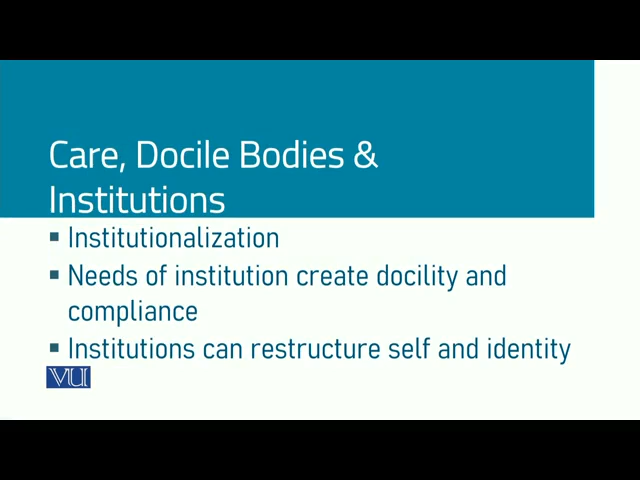 Care, Docile Bodies &
Institutions
▪ Institutionalization
▪ Needs of institution create docility and
compliance
▪ Institutions can restructure self and identity
VU